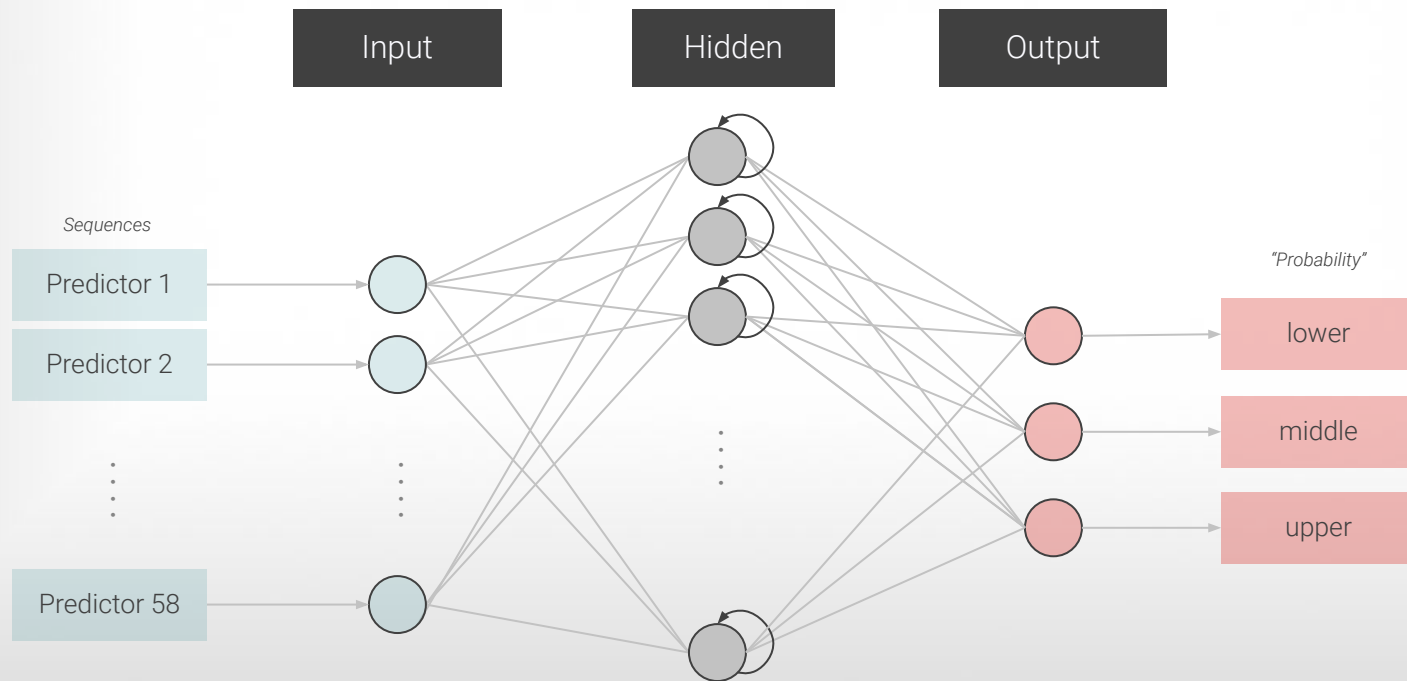 Input
Hidden
Output
Sequences
Predictor 1
Predictor 2
Predictor 58
"Probability"
lower
middle
upper